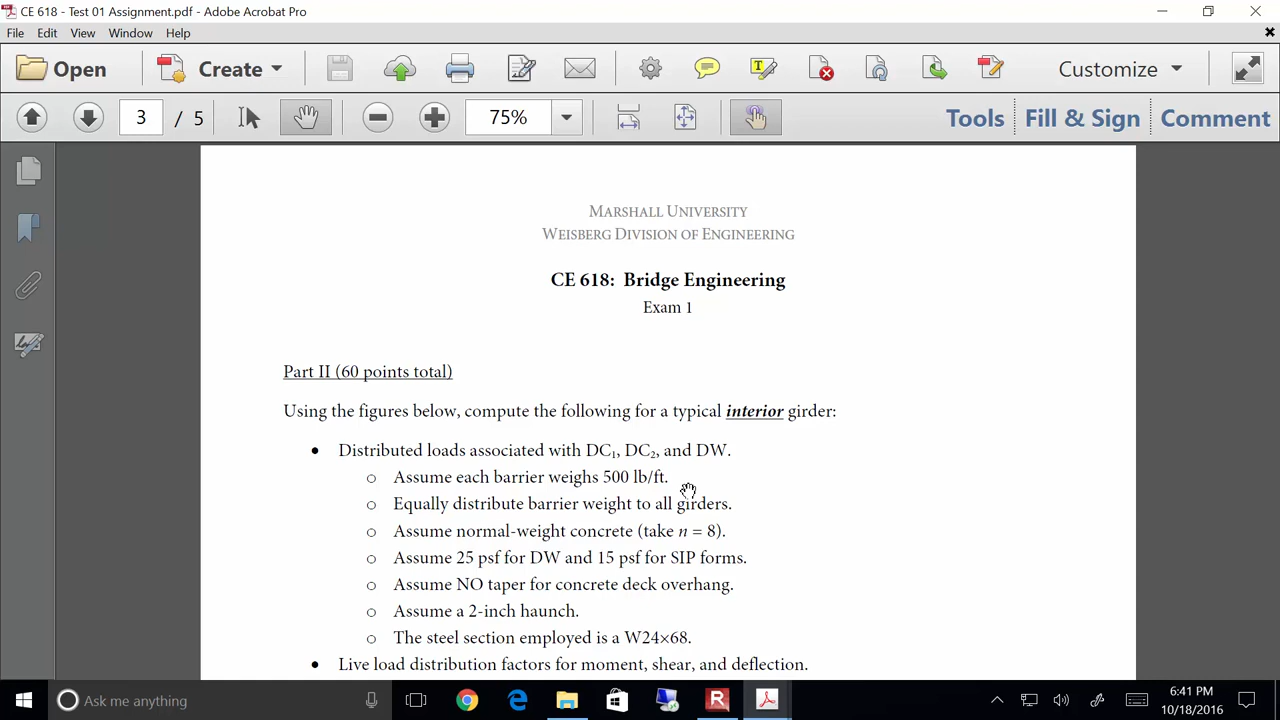 CE 618 - Test 01 Assignment.pdf - Adobe Acrobat Pro
File Edit View Window Help
Open Create Customize
3 / 5 75% Tools Fill & Sign Comment
MARSHALL UNIVERSITY
WEISBERG DIVISION OF ENGINEERING
CE 618: Bridge Engineering
Exam 1
Part II (60 points total)
Using the figures below, compute the following for a typical interior girder:
• Distributed loads associated with DC₁, DC₂, and DW.
o Assume each barrier weighs 500 lb/ft.
o Equally distribute barrier weight to all girders.
o Assume normal-weight concrete (take n = 8).
o Assume 25 psf for DW and 15 psf for SIP forms.
o Assume NO taper for concrete deck overhang.
o Assume a 2-inch haunch.
o The steel section employed is a W24×68.
• Live load distribution factors for moment, shear, and deflection.
Ask me anything
6:41 PM
10/18/2016